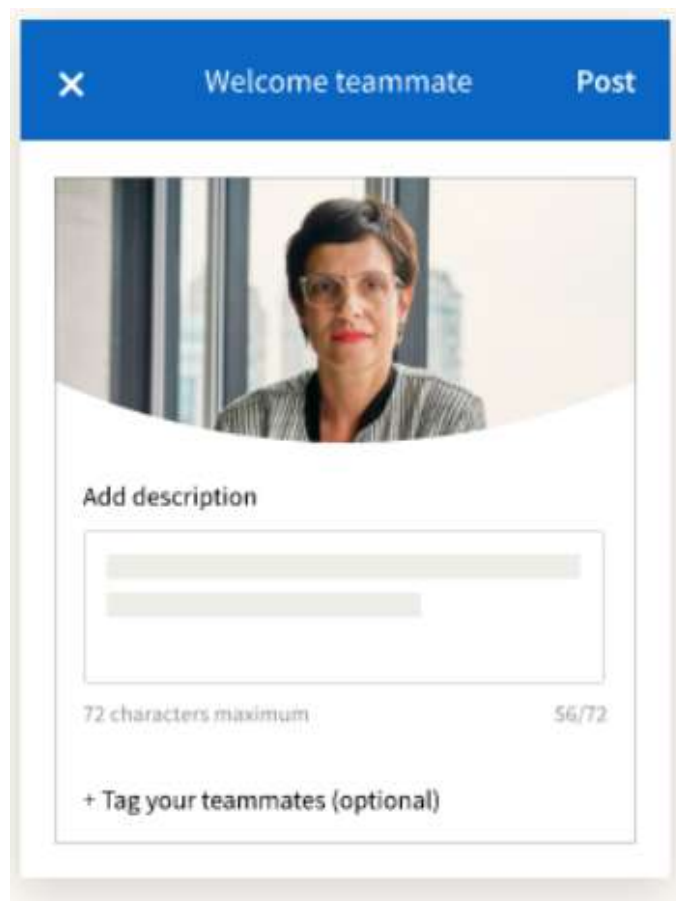 × Welcome teammate Post
Add description
72 characters maximum 56/72
+ Tag your teammates (optional)